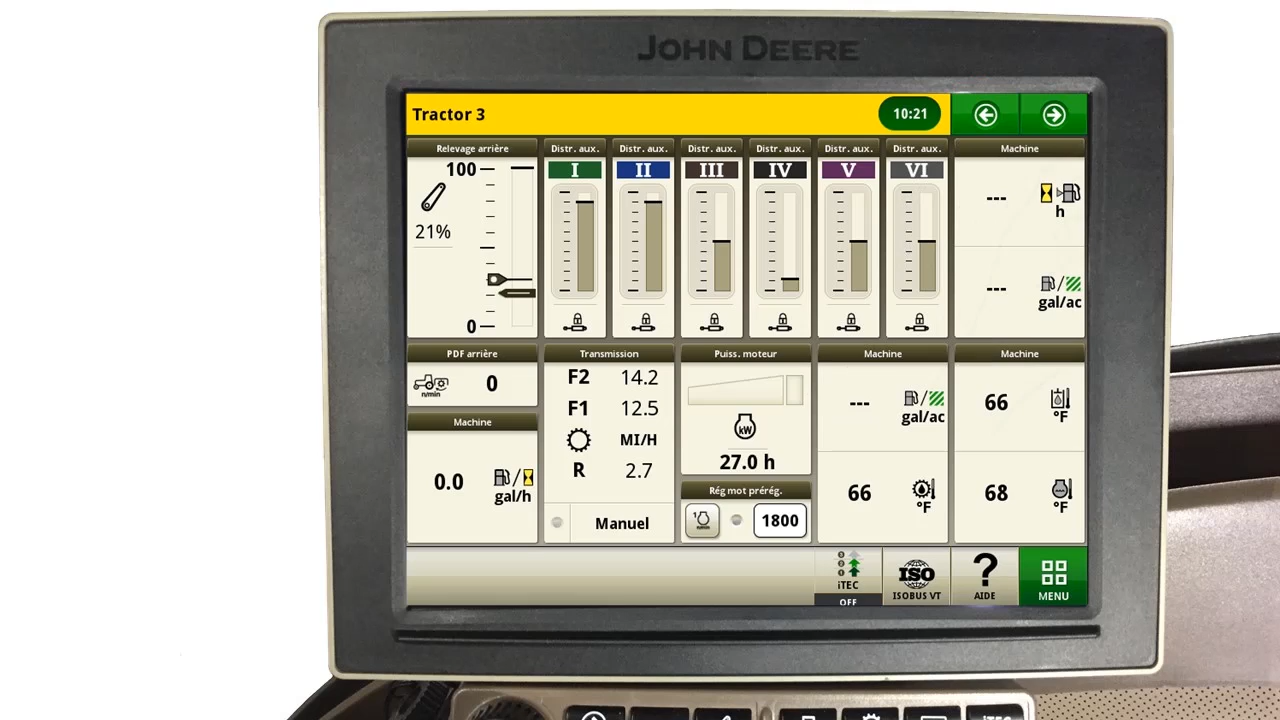 JOHN DEERE
Tractor 3
10:21
Relevage arrière
100
21%
0
Distr. aux.
I
Distr. aux.
II
Distr. aux.
III
Distr. aux.
IV
Distr. aux.
V
Distr. aux.
VI
Machine
--- h
--- gal/ac
PDF arrière
n/min
0
Machine
0.0 gal/h
Transmission
F2 14.2
F1 12.5
MI/H
R 2.7
Manuel
Puiss. moteur
kW
27.0 h
Rég mot prérég.
1800
Machine
--- gal/ac
66 °F
Machine
66 °F
68 °F
iTEC
OFF
ISO
ISOBUS VT
?
AIDE
MENU
iTEC